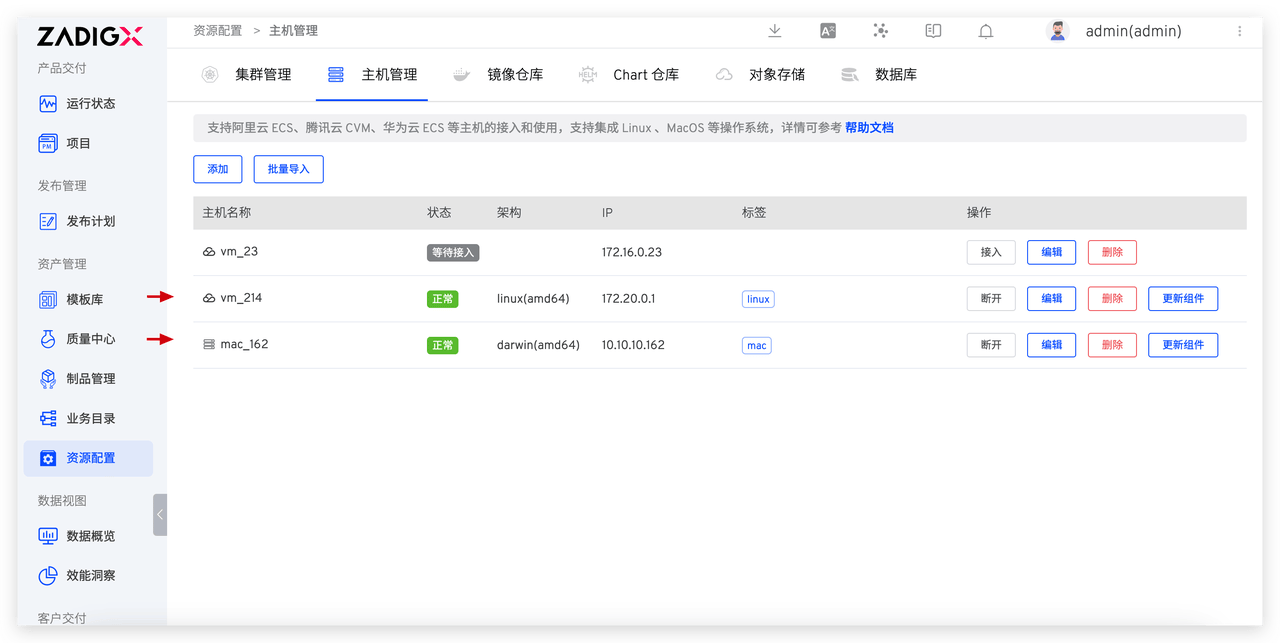 ZADIGX
资源配置 > 主机管理
admin(admin)
产品交付
运行状态
项目
发布管理
发布计划
资产管理
模板库
质量中心
制品管理
业务目录
资源配置
数据视图
数据概览
效能洞察
客户交付
集群管理 主机管理 镜像仓库 HELM Chart 仓库 对象存储 数据库
支持阿里云 ECS、腾讯云 CVM、华为云 ECS 等主机的接入和使用，支持集成 Linux 、MacOS 等操作系统，详情可参考 帮助文档
添加 批量导入
主机名称 状态 架构 IP 标签 操作
vm_23 等待接入 172.16.0.23 接入 编辑 删除
vm_214 正常 linux(amd64) 172.20.0.1 linux 断开 编辑 删除 更新组件
mac_162 正常 darwin(amd64) 10.10.10.162 mac 断开 编辑 删除 更新组件